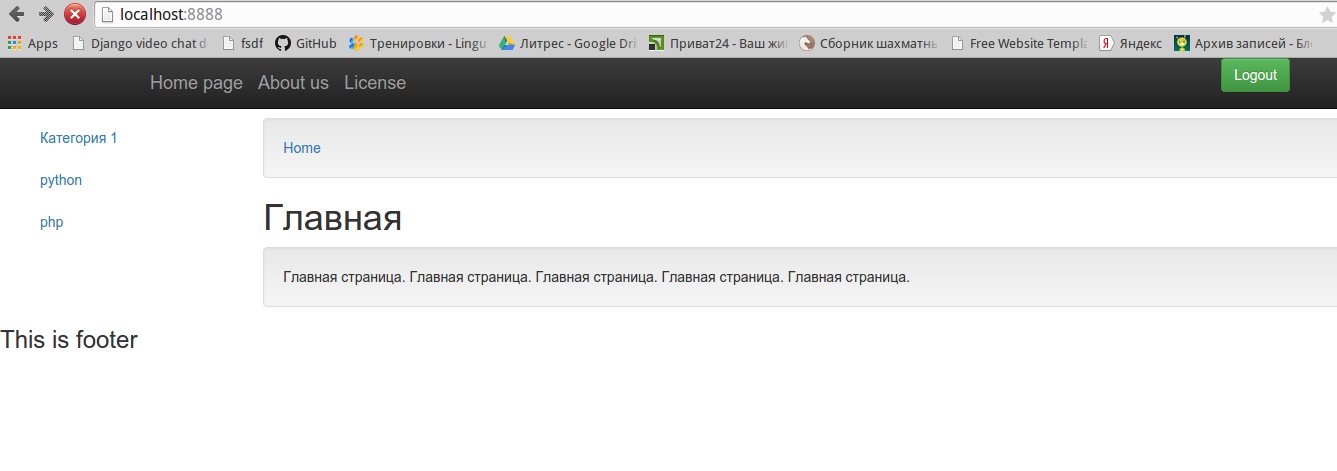 localhost:8888
Apps Django video chat d fsdf GitHub Тренировки - Lingu Литрес - Google Dri Приват24 - Ваш жи Сборник шахматнь Free Website Templa Яндекс Архив записей - Бл
Home page About us License Logout
Категория 1
Home
python
php
Главная
Главная страница. Главная страница. Главная страница. Главная страница. Главная страница.
This is footer